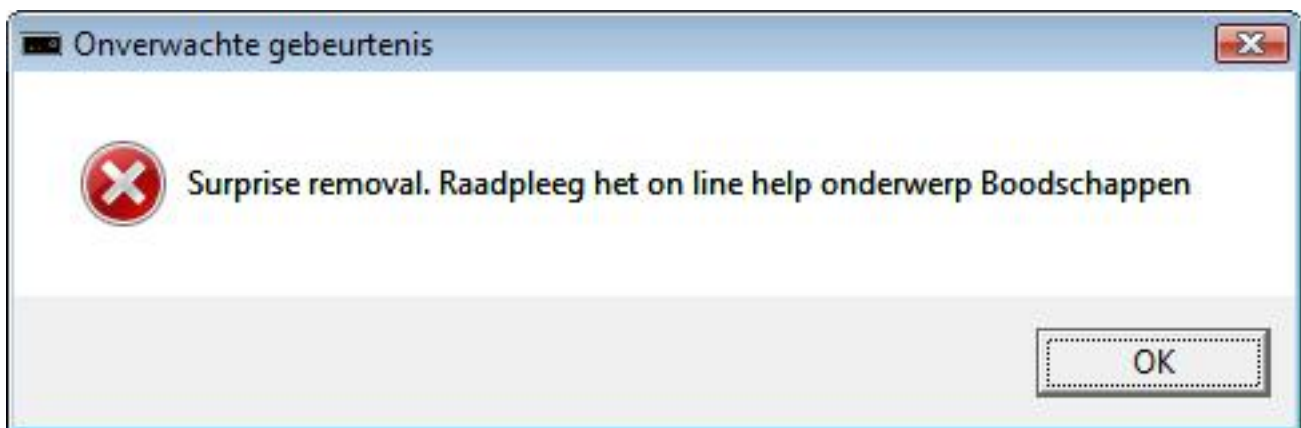 Onverwachte gebeurtenis
Surprise removal. Raadpleeg het on line help onderwerp Boodschappen
OK